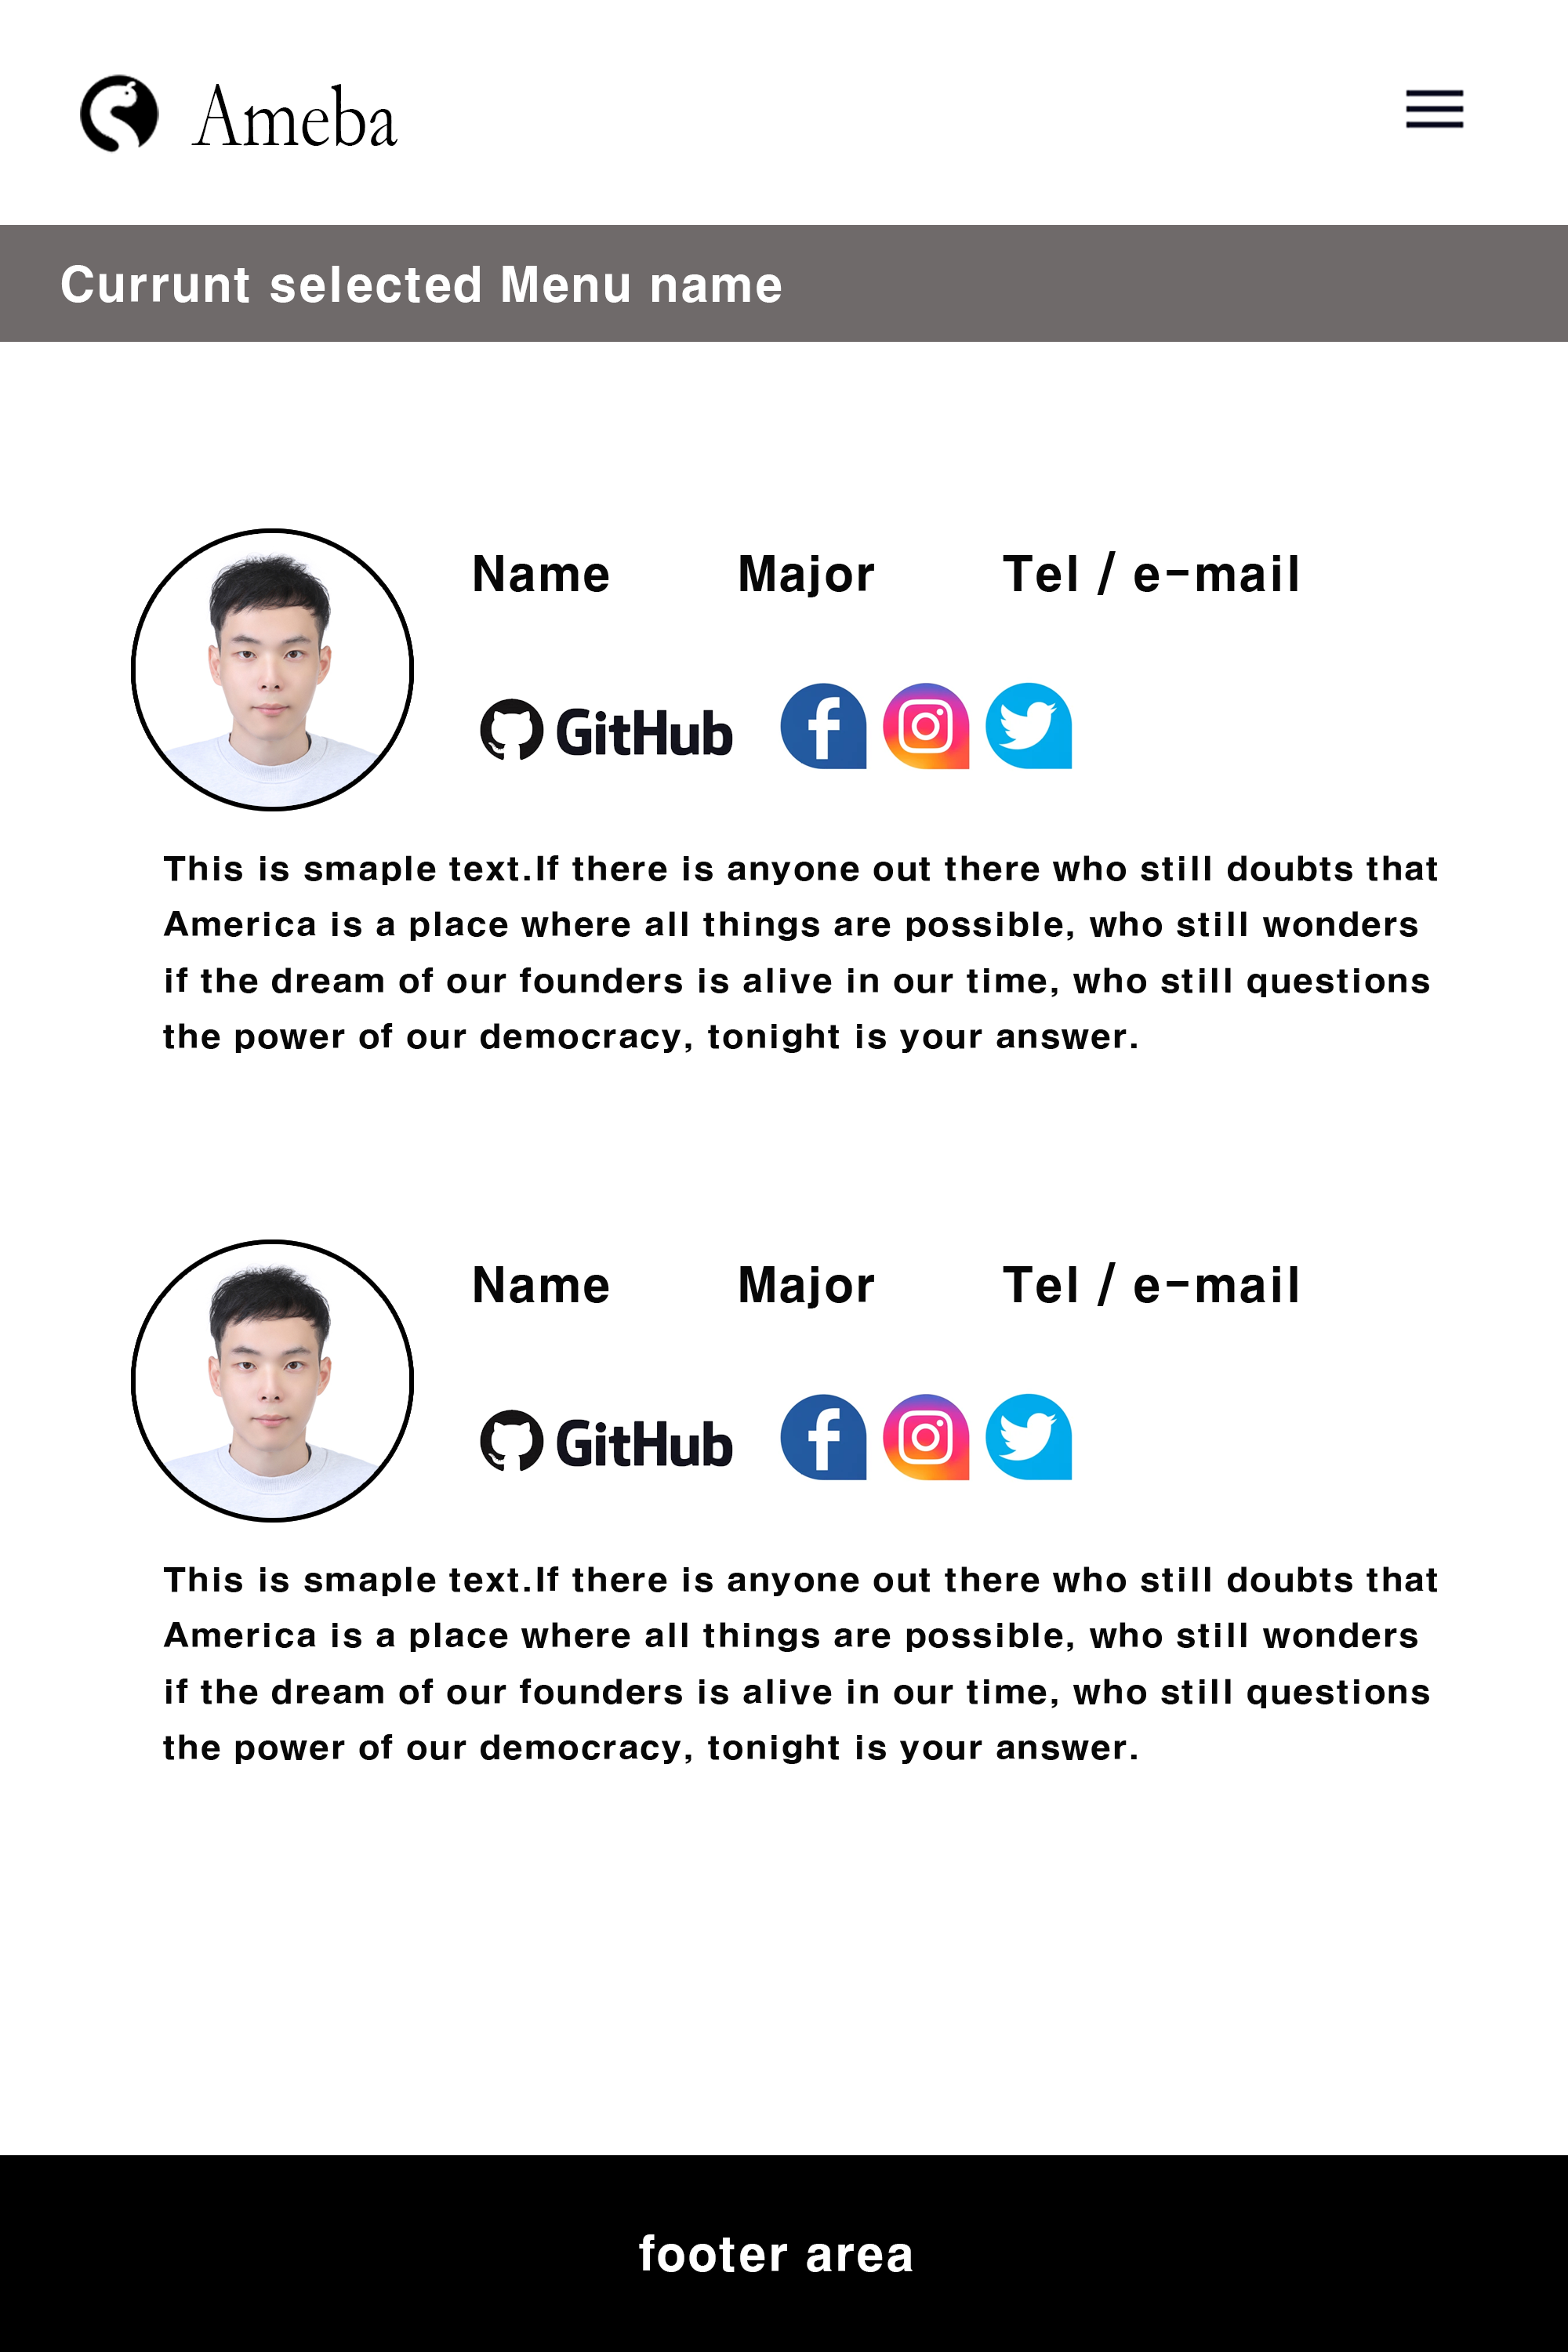 Ameba
Currunt selected Menu name
Name Major Tel / e-mail
GitHub
This is smaple text.If there is anyone out there who still doubts that
America is a place where all things are possible, who still wonders
if the dream of our founders is alive in our time, who still questions
the power of our democracy, tonight is your answer.
Name Major Tel / e-mail
GitHub
This is smaple text.If there is anyone out there who still doubts that
America is a place where all things are possible, who still wonders
if the dream of our founders is alive in our time, who still questions
the power of our democracy, tonight is your answer.
footer area